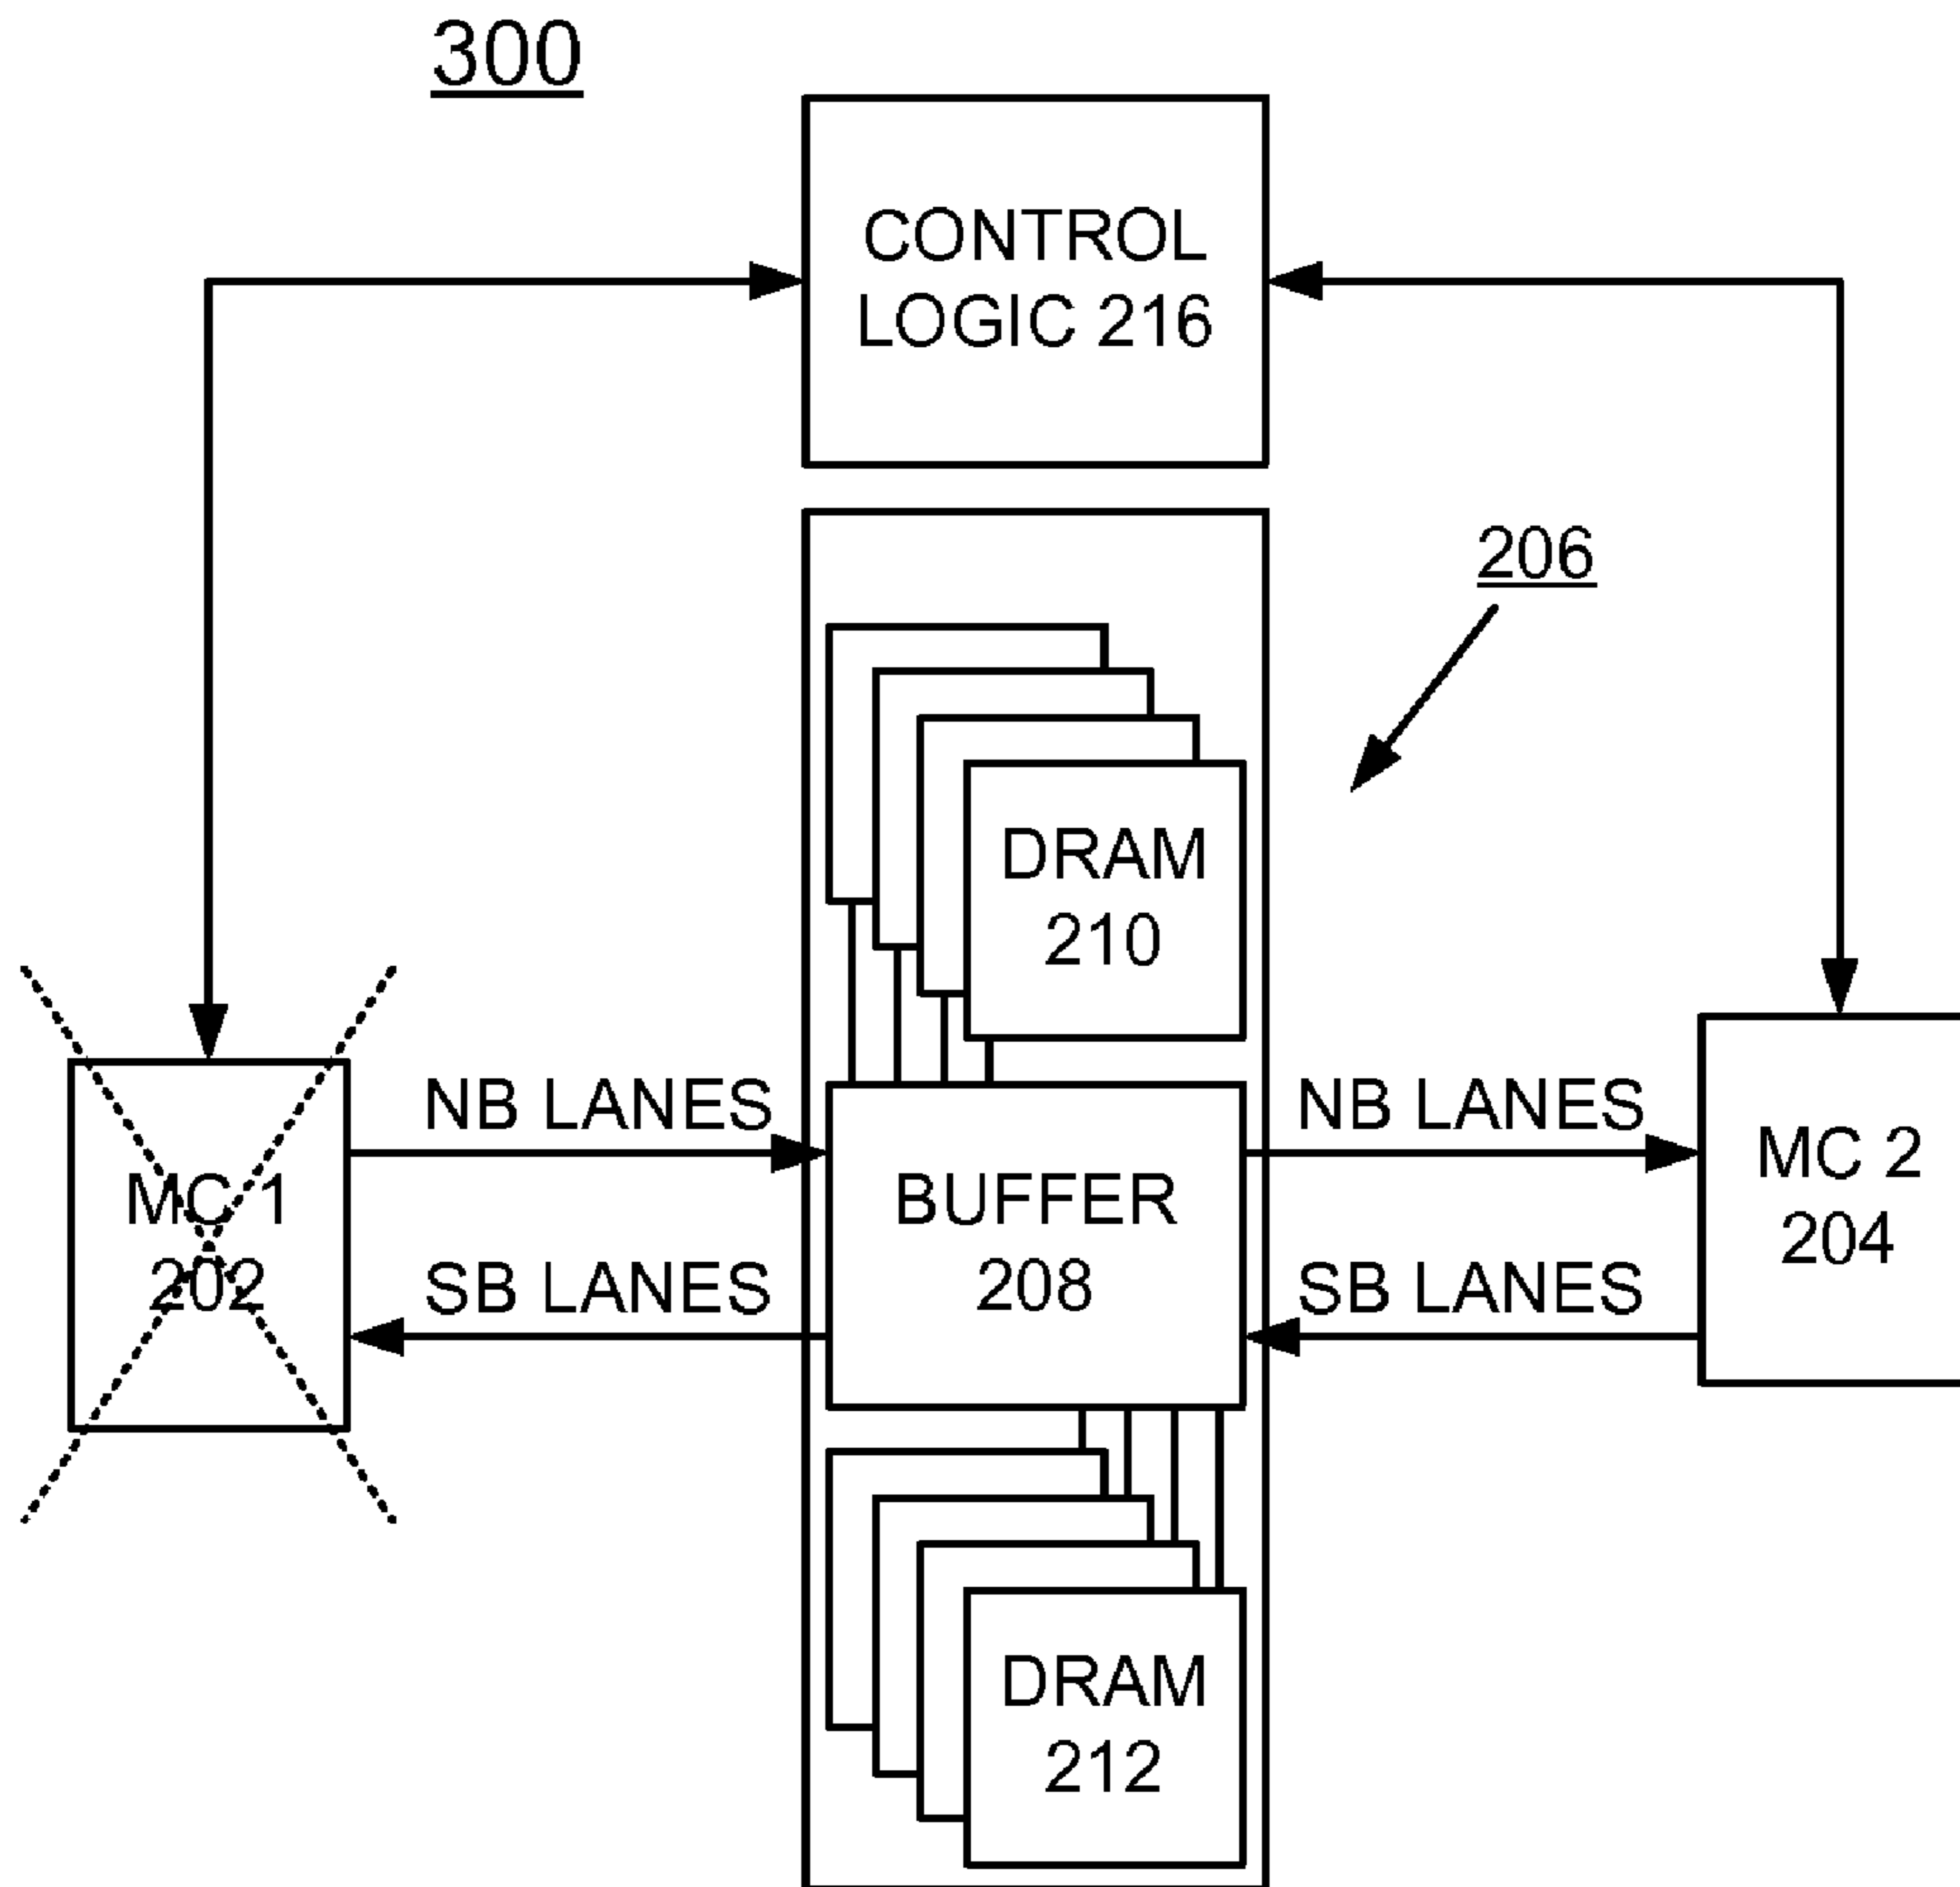 300
CONTROL
LOGIC 216
206
DRAM
210
NB LANES
NB LANES
MC 1
202
BUFFER
208
MC 2
204
SB LANES
SB LANES
DRAM
212